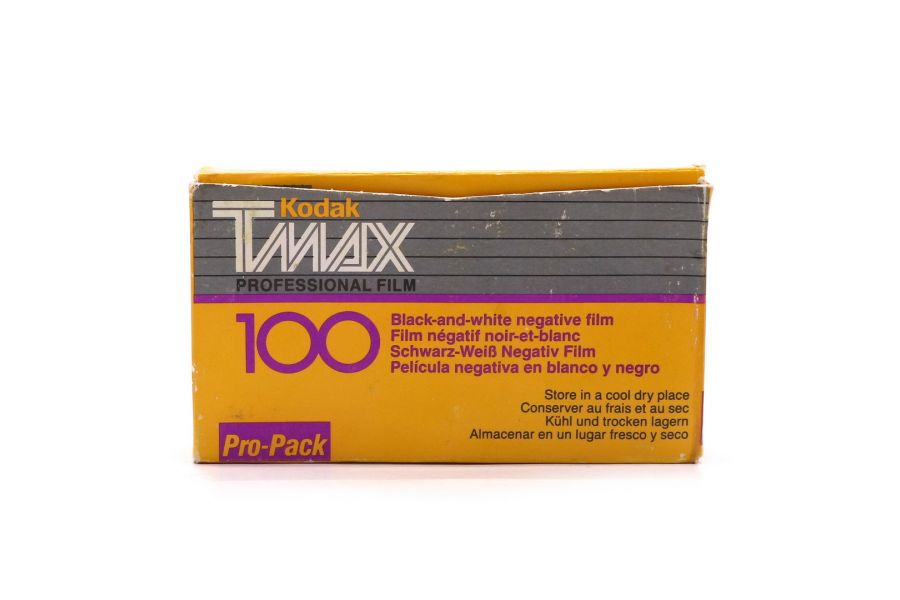 Kodak
TMAX
PROFESSIONAL FILM
100
Black-and-white negative film
Film négatif noir-et-blanc
Schwarz-Weiß Negativ Film
Película negativa en blanco y negro
Store in a cool dry place
Conserver au frais et au sec
Kühl und trocken lagern
Almacenar en un lugar fresco y seco
Pro-Pack